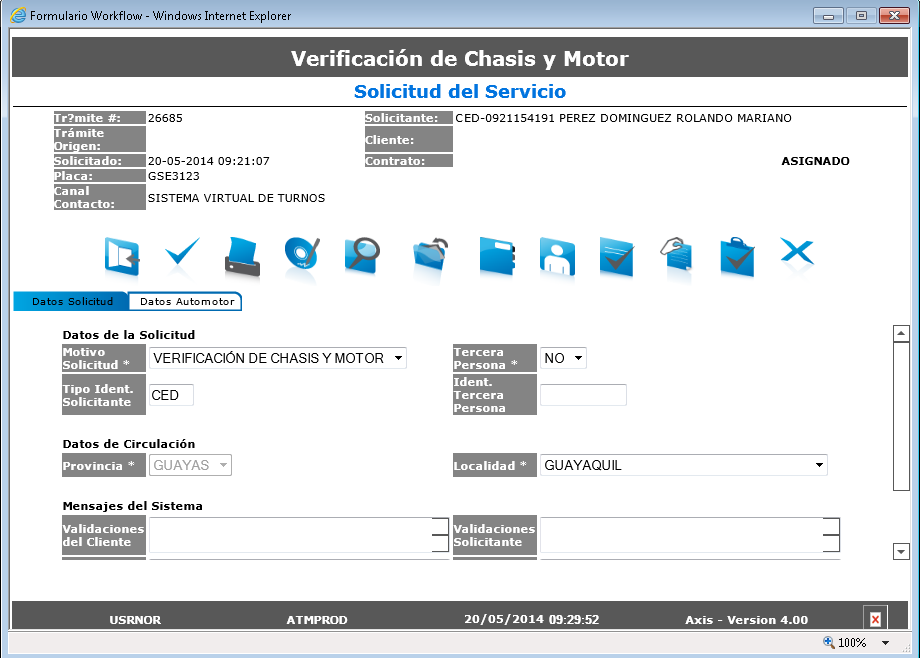 Formulario Workflow - Windows Internet Explorer
Verificación de Chasis y Motor
Solicitud del Servicio
Tr?mite #: 26685 Solicitante: CED-0921154191 PEREZ DOMINGUEZ ROLANDO MARIANO
Trámite Origen: Cliente:
Solicitado: 20-05-2014 09:21:07 Contrato: ASIGNADO
Placa: GSE3123
Canal Contacto: SISTEMA VIRTUAL DE TURNOS
Datos Solicitud Datos Automotor
Datos de la Solicitud
Motivo Solicitud * VERIFICACIÓN DE CHASIS Y MOTOR Tercera Persona * NO
Tipo Ident. Solicitante CED Ident. Tercera Persona
Datos de Circulación
Provincia * GUAYAS Localidad * GUAYAQUIL
Mensajes del Sistema
Validaciones del Cliente Validaciones Solicitante
USRNOR ATMPROD 20/05/2014 09:29:52 Axis - Version 4.00
100%